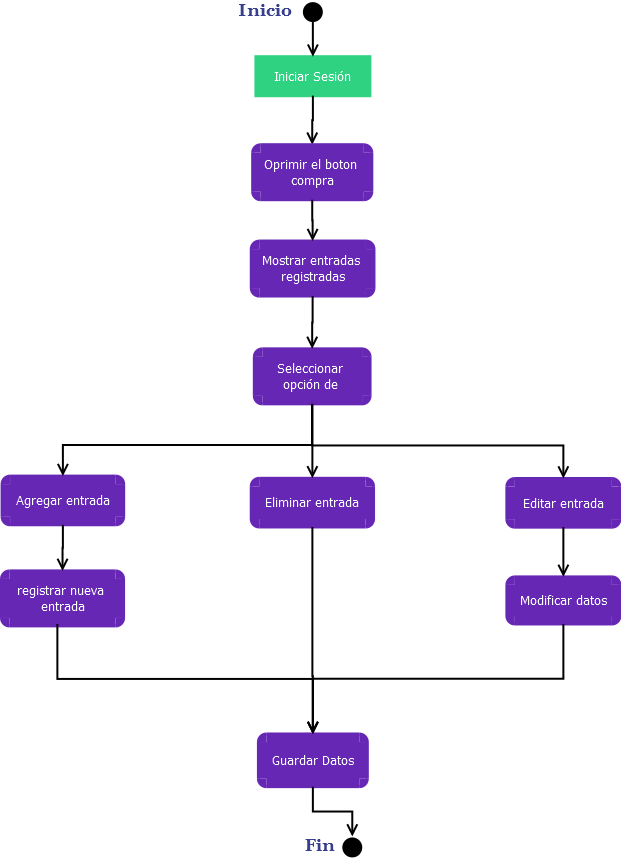 Inicio
Iniciar Sesión
Oprimir el boton
compra
Mostrar entradas
registradas
Seleccionar
opción de
Agregar entrada
Eliminar entrada
Editar entrada
registrar nueva
entrada
Modificar datos
Guardar Datos
Fin